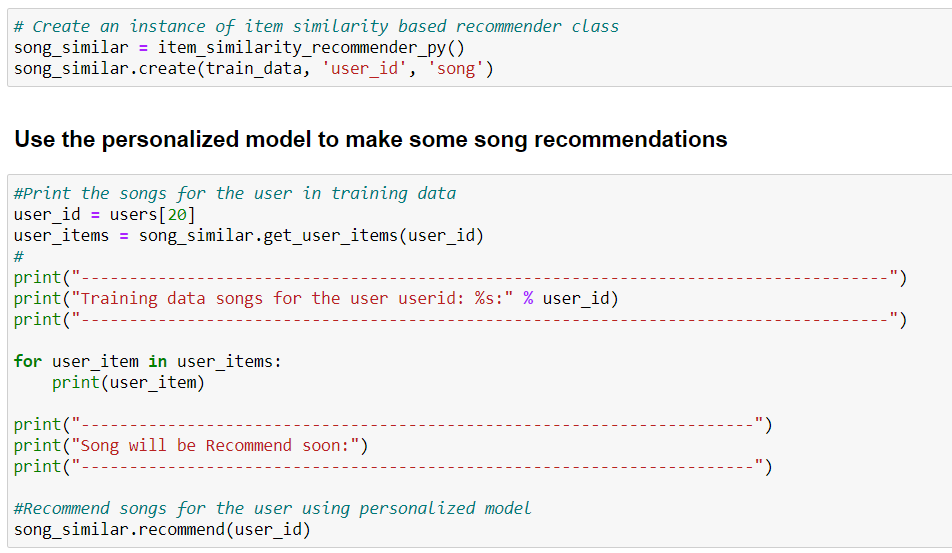 # Create an instance of item similarity based recommender class
song_similar = item_similarity_recommender_py()
song_similar.create(train_data, 'user_id', 'song')
Use the personalized model to make some song recommendations
#Print the songs for the user in training data
user_id = users[20]
user_items = song_similar.get_user_items(user_id)
#
print("------------------------------------------------------------------------------------")
print("Training data songs for the user userid: %s:" % user_id)
print("------------------------------------------------------------------------------------")
for user_item in user_items:
    print(user_item)
print("----------------------------------------------------------------------")
print("Song will be Recommend soon:")
print("----------------------------------------------------------------------")
#Recommend songs for the user using personalized model
song_similar.recommend(user_id)